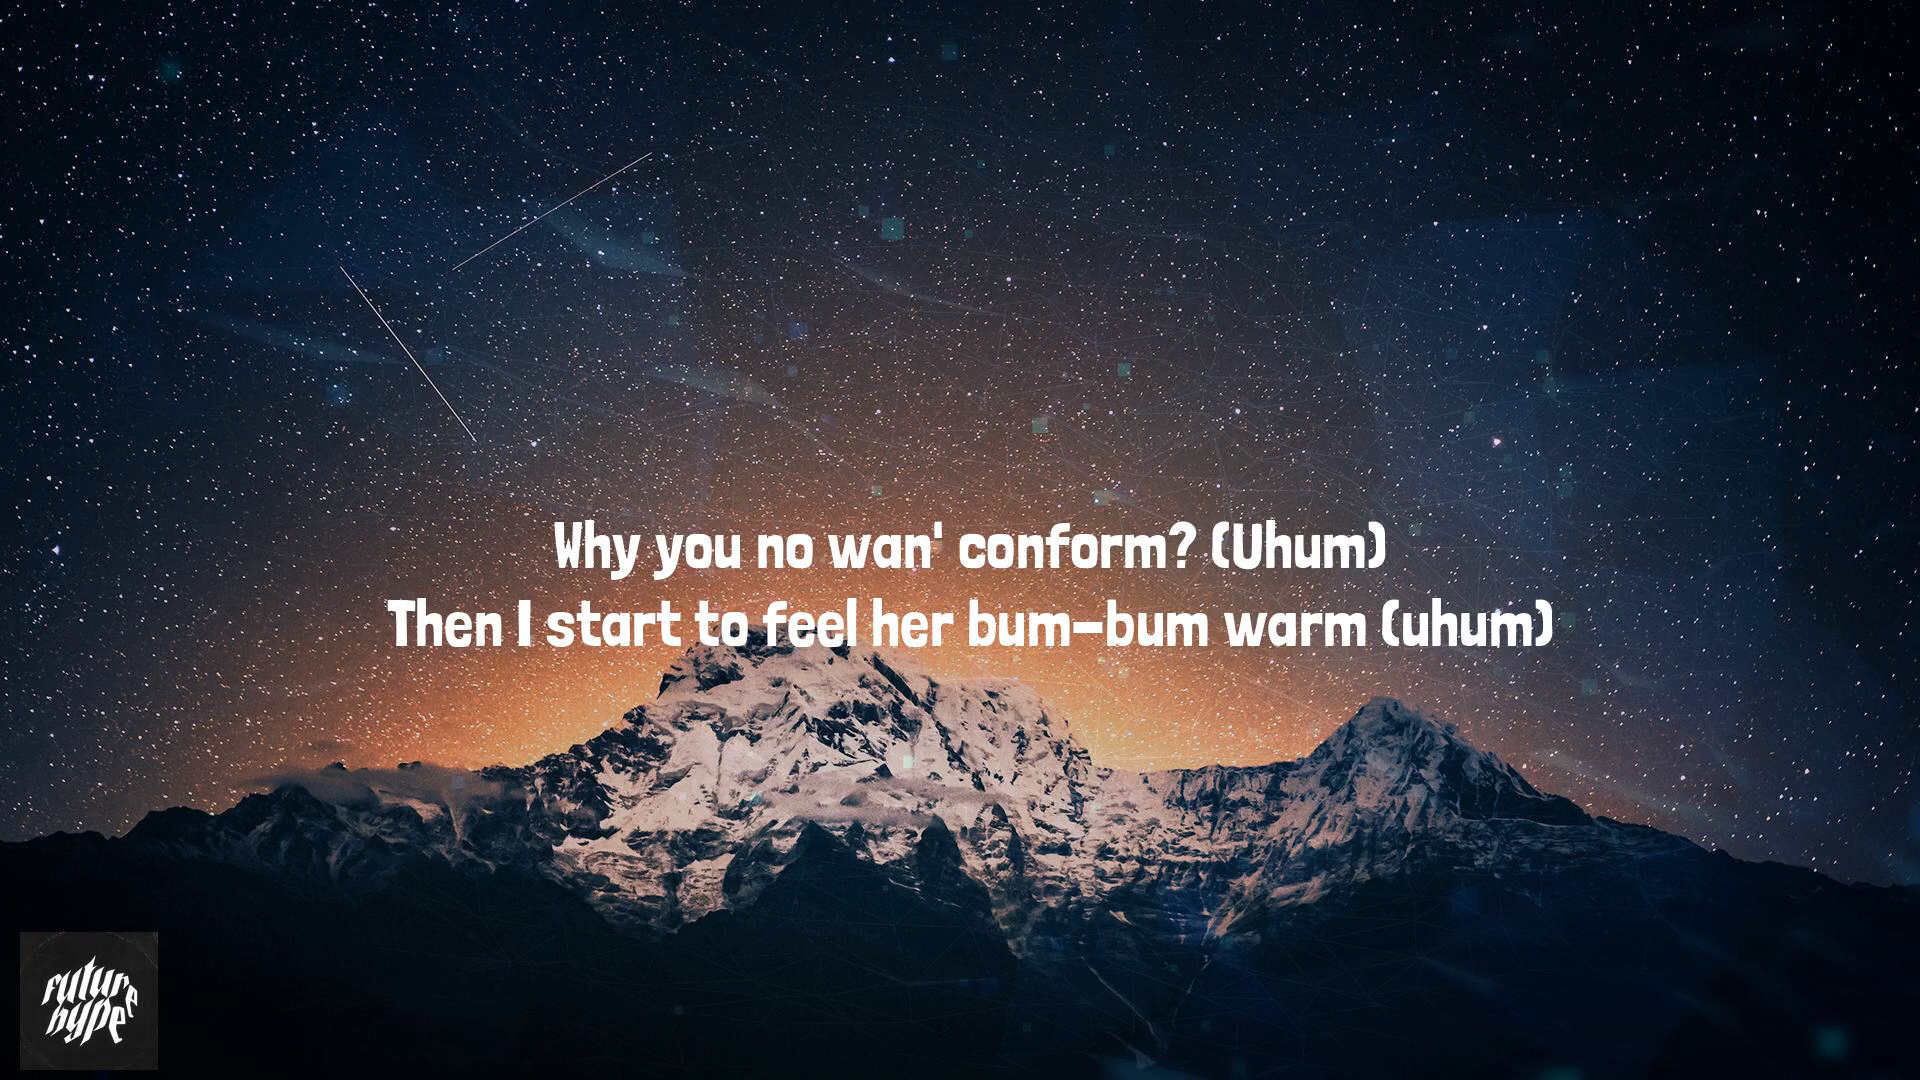 Why you no wan' conform? (Uhum)
Then I start to feel her bum-bum warm (uhum)
future
hype